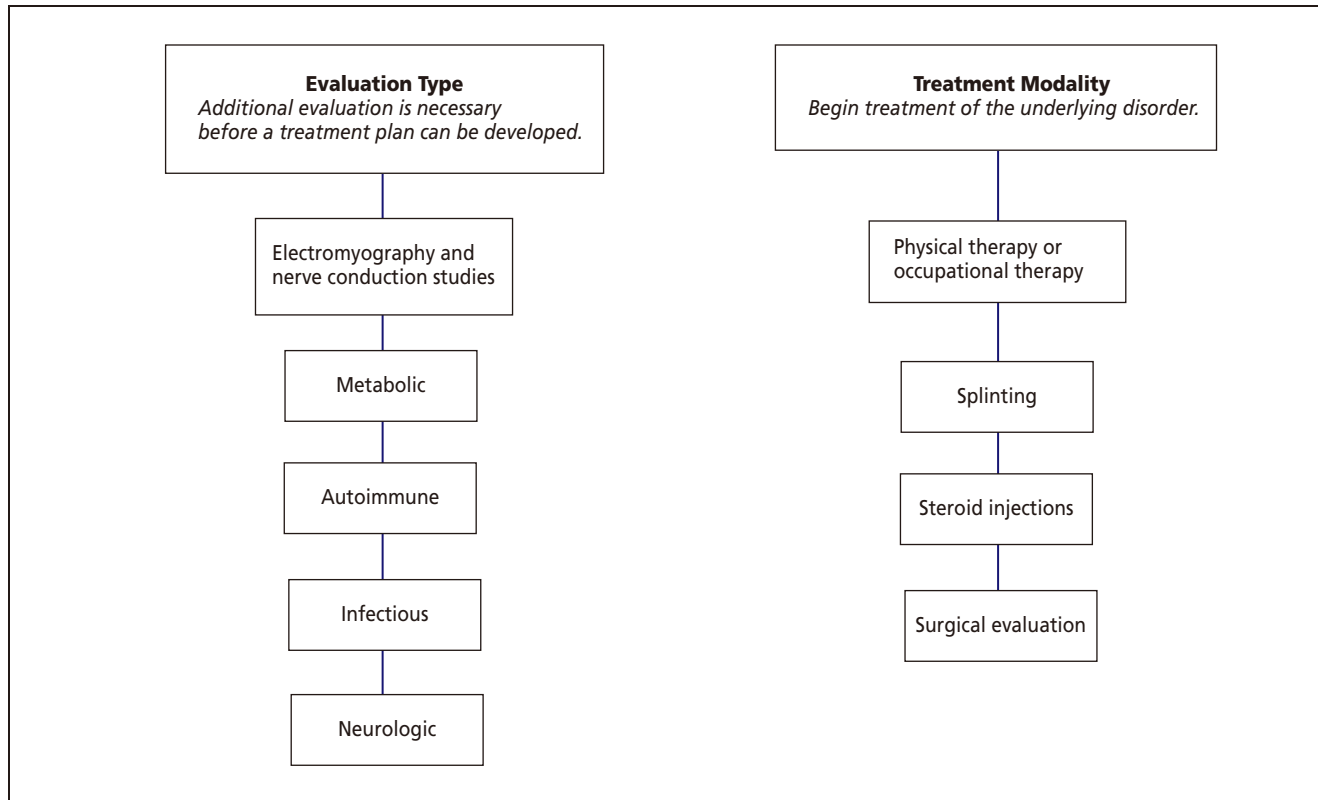 Evaluation Type
Additional evaluation is necessary
before a treatment plan can be developed.
Electromyography and
nerve conduction studies
Metabolic
Autoimmune
Infectious
Neurologic
Treatment Modality
Begin treatment of the underlying disorder.
Physical therapy or
occupational therapy
Splinting
Steroid injections
Surgical evaluation